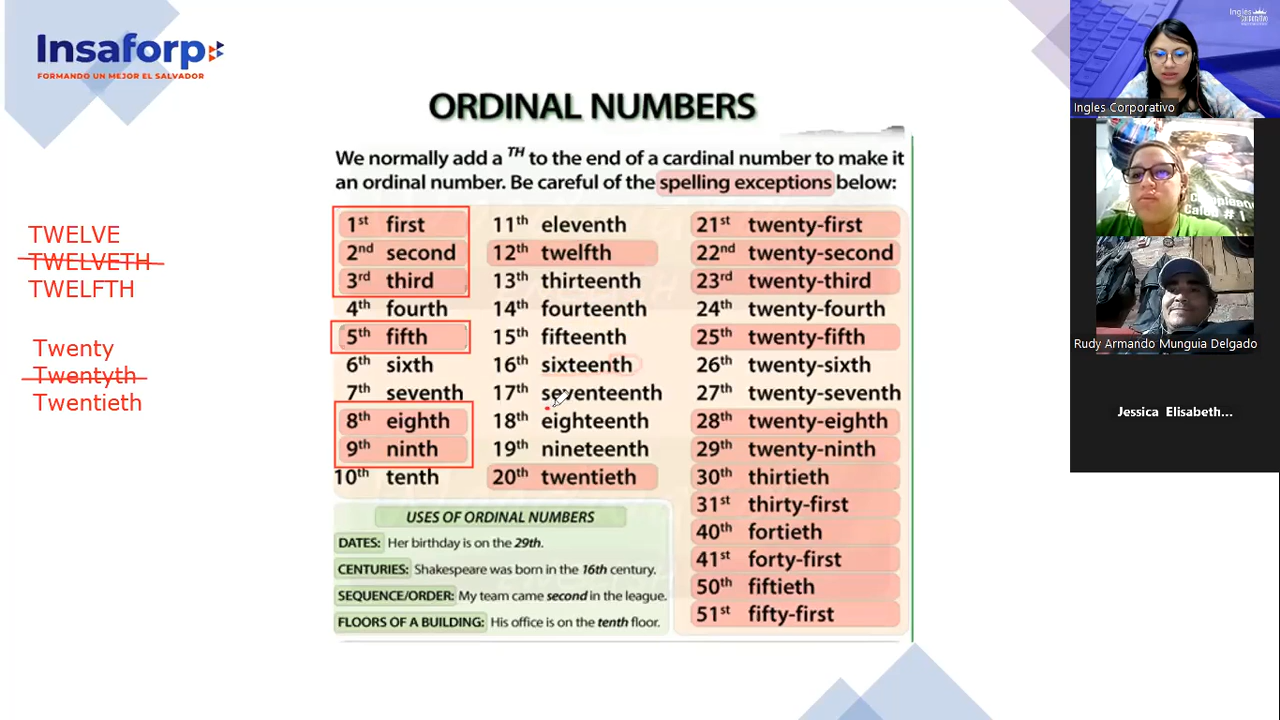 Insaforp
FORMANDO UN MEJOR EL SALVADOR
TWELVE
TWELVETH
TWELFTH
Twenty
Twentyth
Twentieth
ORDINAL NUMBERS
We normally add a TH to the end of a cardinal number to make it
an ordinal number. Be careful of the spelling exceptions below:
1st first
2nd second
3rd third
4th fourth
5th fifth
6th sixth
7th seventh
8th eighth
9th ninth
10th tenth
11th eleventh
12th twelfth
13th thirteenth
14th fourteenth
15th fifteenth
16th sixteenth
17th seventeenth
18th eighteenth
19th nineteenth
20th twentieth
21st twenty-first
22nd twenty-second
23rd twenty-third
24th twenty-fourth
25th twenty-fifth
26th twenty-sixth
27th twenty-seventh
28th twenty-eighth
29th twenty-ninth
30th thirtieth
31st thirty-first
40th fortieth
41st forty-first
50th fiftieth
51st fifty-first
USES OF ORDINAL NUMBERS
DATES: Her birthday is on the 29th.
CENTURIES: Shakespeare was born in the 16th century.
SEQUENCE/ORDER: My team came second in the league.
FLOORS OF A BUILDING: His office is on the tenth floor.
Ingles
Ingles Corporativo
Caleb # 1
Rudy Armando Munguia Delgado
Jessica Elisabeth...